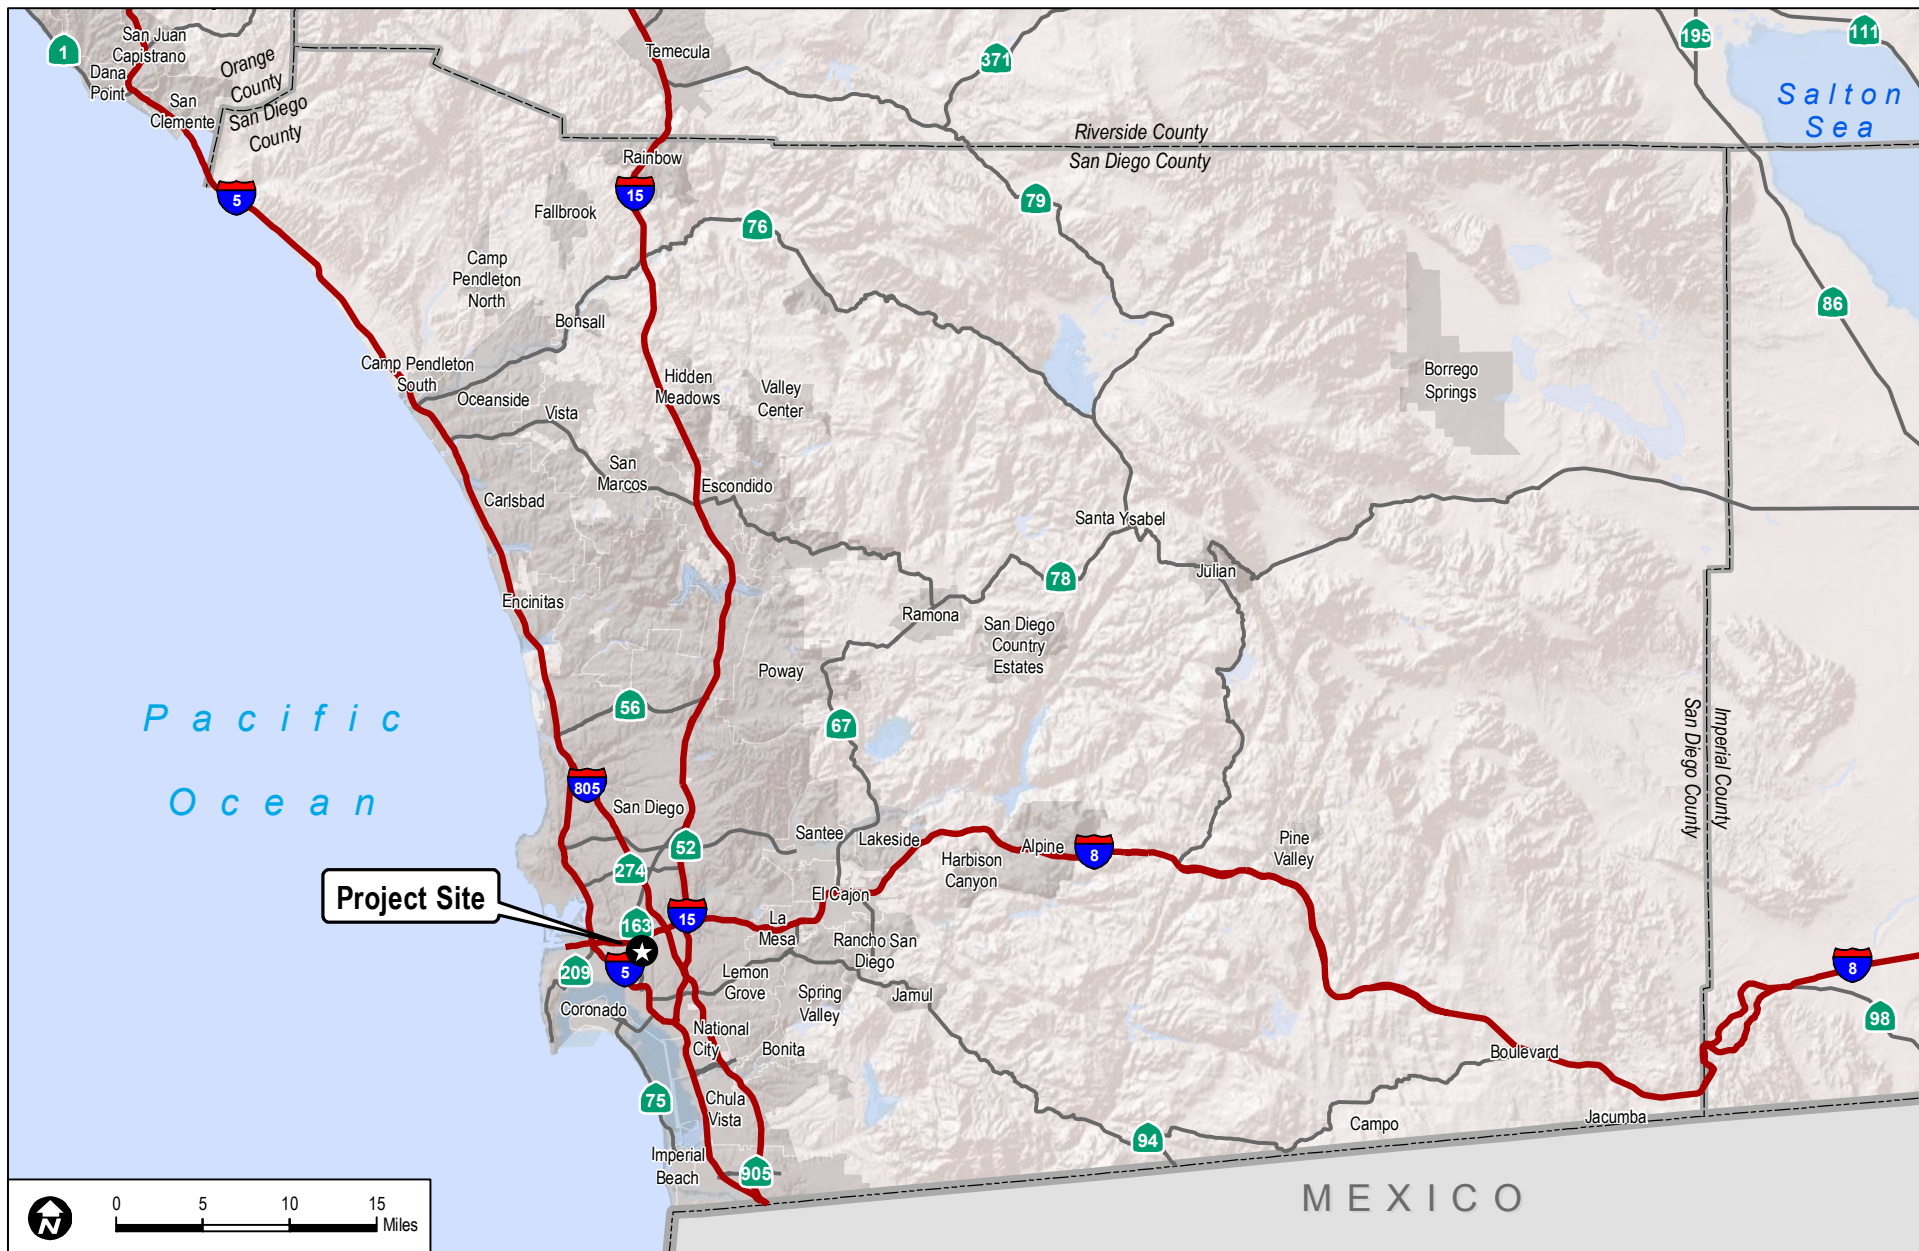 1
San Juan
Capistrano
Dana
Point
San
Clemente
Orange
County
San Diego
County
Temecula
371
195
111
Salton
Sea
Riverside County
San Diego County
Rainbow
5
15
Fallbrook
76
79
Camp
Pendleton
North
86
Bonsall
Camp Pendleton
South
Oceanside
Vista
Hidden
Meadows
Valley
Center
Borrego
Springs
San
Marcos
Escondido
Carlsbad
Santa Ysabel
78
Julian
Encinitas
Ramona
San Diego
Country
Estates
Poway
56
67
Pacific
Ocean
San Diego County
Imperial County
805
San Diego
52
274
Santee
Lakeside
Harbison
Canyon
Alpine
8
Pine
Valley
Project Site
El Cajon
163
15
La
Mesa
Rancho San
Diego
209
5
Lemon
Grove
Spring
Valley
Jamul
8
98
Coronado
National
City
Bonita
Boulevard
75
Chula
Vista
94
Campo
Jacumba
Imperial
Beach
905
MEXICO
N
0 5 10 15
Miles